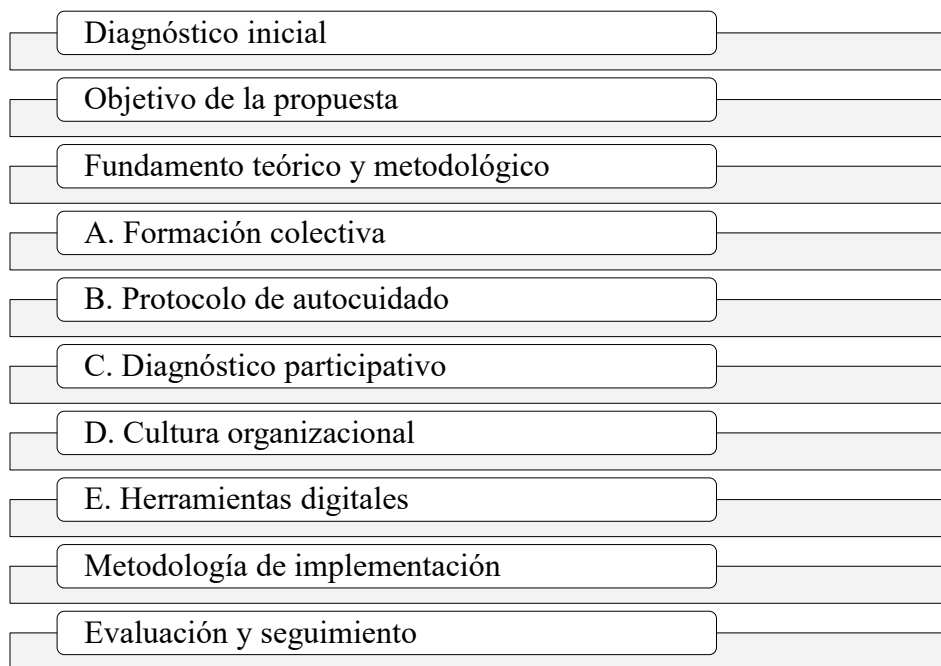 Diagnóstico inicial
Objetivo de la propuesta
Fundamento teórico y metodológico
A. Formación colectiva
B. Protocolo de autocuidado
C. Diagnóstico participativo
D. Cultura organizacional
E. Herramientas digitales
Metodología de implementación
Evaluación y seguimiento